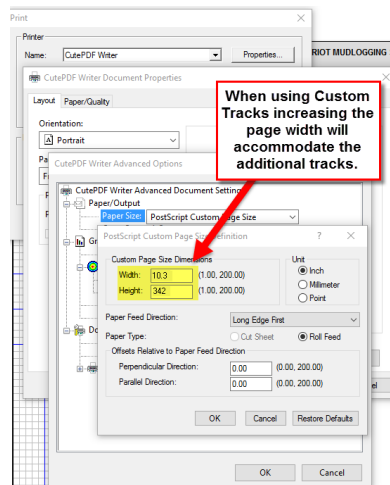 Print
Printer
Name: CutePDF Writer Properties...
RIOT MUDLOGGING
CutePDF Writer Document Properties
Layout Paper/Quality
When using Custom
Tracks increasing the
page width will
accommodate the
additional tracks.
Orientation:
Portrait
CutePDF Writer Advanced Options
CutePDF Writer Advanced Document Settings
Paper/Output
Paper Size: PostScript Custom Page Size
PostScript Custom Page Size Definition ? X
Custom Page Size Dimensions
Unit
Width: 10.3 (1.00, 200.00)
Inch
Height: 342 (1.00, 200.00)
Millimeter
Point
Paper Feed Direction: Long Edge First
Paper Type: Cut Sheet Roll Feed
Offsets Relative to Paper Feed Direction
Perpendicular Direction: 0.00 (0.00, 200.00)
Parallel Direction: 0.00 (0.00, 200.00)
OK Cancel Restore Defaults
OK Cancel